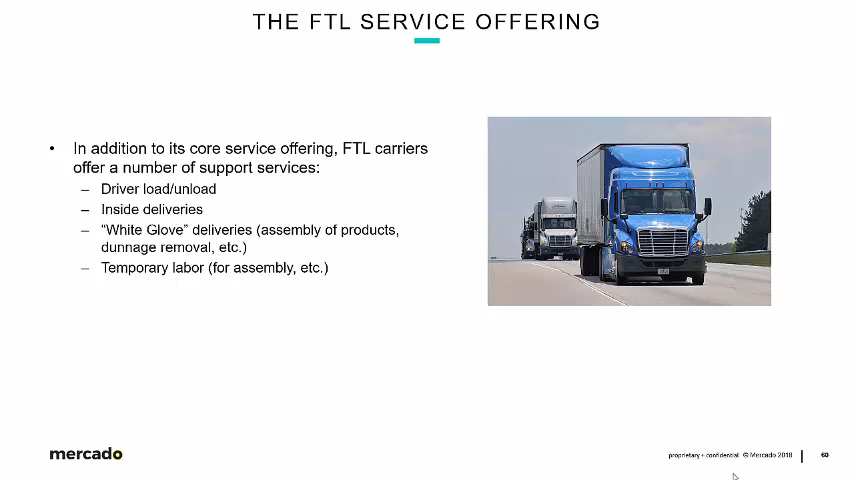 THE FTL SERVICE OFFERING
• In addition to its core service offering, FTL carriers
offer a number of support services:
– Driver load/unload
– Inside deliveries
– “White Glove” deliveries (assembly of products,
dunnage removal, etc.)
– Temporary labor (for assembly, etc.)
mercado
proprietary + confidential © Mercado 2018 | 60